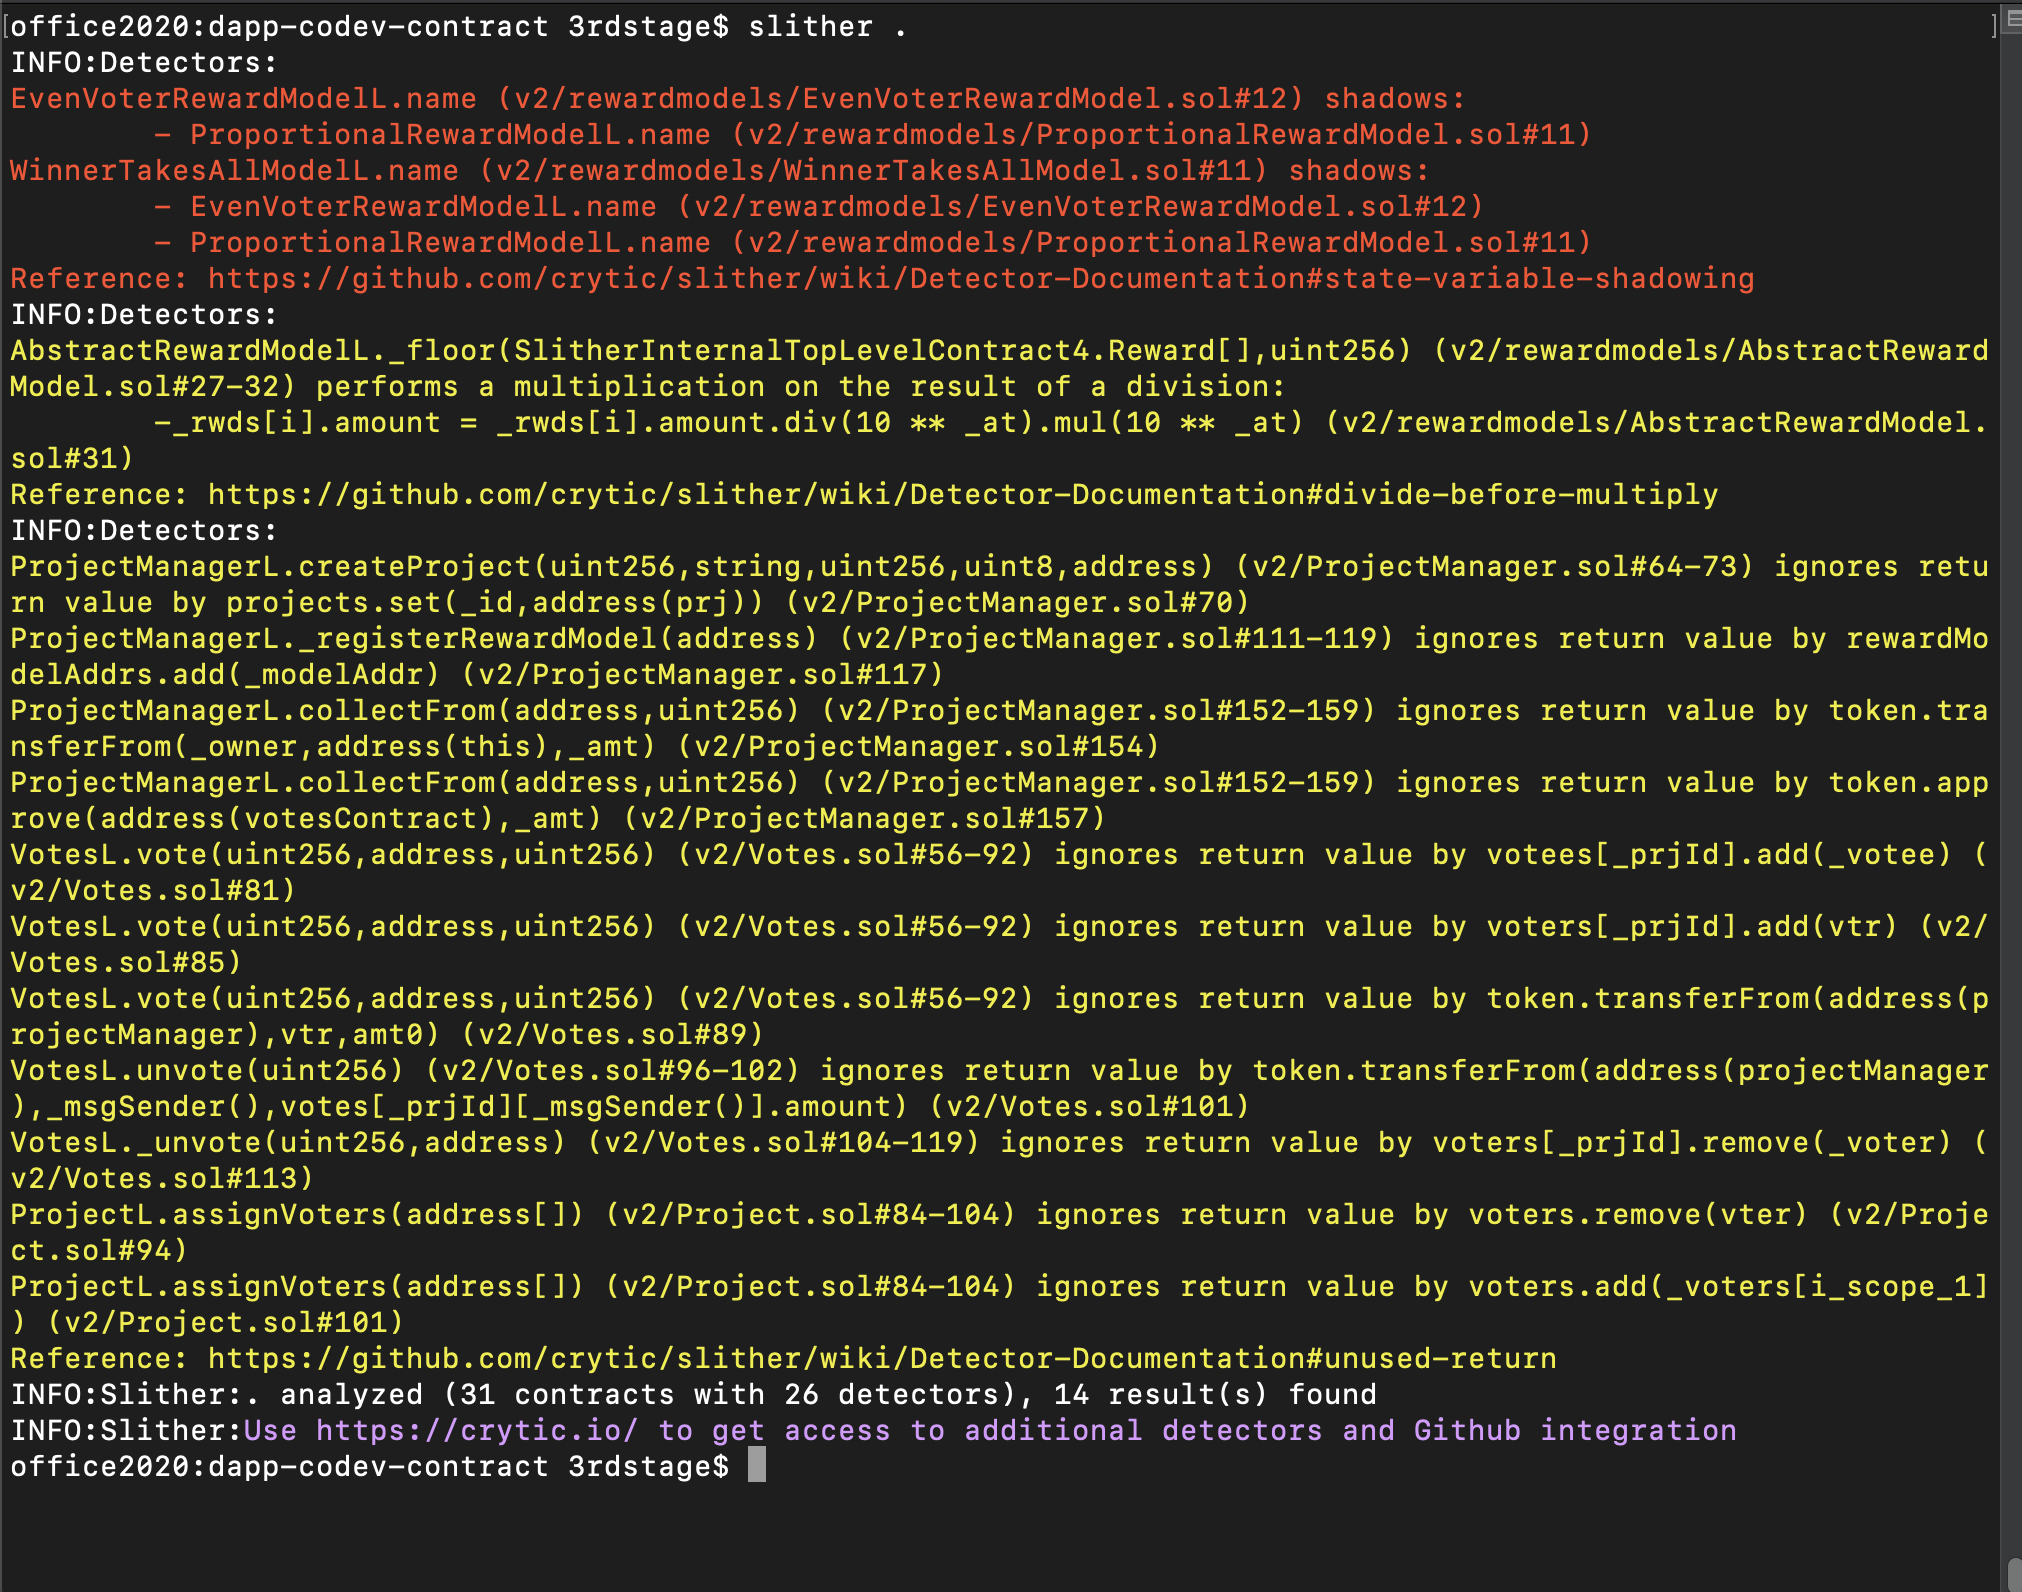 [office2020:dapp-codev-contract 3rdstage$ slither . ]
INFO:Detectors:
EvenVoterRewardModelL.name (v2/rewardmodels/EvenVoterRewardModel.sol#12) shadows:
        - ProportionalRewardModelL.name (v2/rewardmodels/ProportionalRewardModel.sol#11)
WinnerTakesAllModelL.name (v2/rewardmodels/WinnerTakesAllModel.sol#11) shadows:
        - EvenVoterRewardModelL.name (v2/rewardmodels/EvenVoterRewardModel.sol#12)
        - ProportionalRewardModelL.name (v2/rewardmodels/ProportionalRewardModel.sol#11)
Reference: https://github.com/crytic/slither/wiki/Detector-Documentation#state-variable-shadowing
INFO:Detectors:
AbstractRewardModelL._floor(SlitherInternalTopLevelContract4.Reward[],uint256) (v2/rewardmodels/AbstractReward
Model.sol#27-32) performs a multiplication on the result of a division:
        -_rwds[i].amount = _rwds[i].amount.div(10 ** _at).mul(10 ** _at) (v2/rewardmodels/AbstractRewardModel.
sol#31)
Reference: https://github.com/crytic/slither/wiki/Detector-Documentation#divide-before-multiply
INFO:Detectors:
ProjectManagerL.createProject(uint256,string,uint256,uint8,address) (v2/ProjectManager.sol#64-73) ignores retu
rn value by projects.set(_id,address(prj)) (v2/ProjectManager.sol#70)
ProjectManagerL._registerRewardModel(address) (v2/ProjectManager.sol#111-119) ignores return value by rewardMo
delAddrs.add(_modelAddr) (v2/ProjectManager.sol#117)
ProjectManagerL.collectFrom(address,uint256) (v2/ProjectManager.sol#152-159) ignores return value by token.tra
nsferFrom(_owner,address(this),_amt) (v2/ProjectManager.sol#154)
ProjectManagerL.collectFrom(address,uint256) (v2/ProjectManager.sol#152-159) ignores return value by token.app
rove(address(votesContract),_amt) (v2/ProjectManager.sol#157)
VotesL.vote(uint256,address,uint256) (v2/Votes.sol#56-92) ignores return value by votees[_prjId].add(_votee) (
v2/Votes.sol#81)
VotesL.vote(uint256,address,uint256) (v2/Votes.sol#56-92) ignores return value by voters[_prjId].add(vtr) (v2/
Votes.sol#85)
VotesL.vote(uint256,address,uint256) (v2/Votes.sol#56-92) ignores return value by token.transferFrom(address(p
rojectManager),vtr,amt0) (v2/Votes.sol#89)
VotesL.unvote(uint256) (v2/Votes.sol#96-102) ignores return value by token.transferFrom(address(projectManager
),_msgSender(),votes[_prjId][_msgSender()].amount) (v2/Votes.sol#101)
VotesL._unvote(uint256,address) (v2/Votes.sol#104-119) ignores return value by voters[_prjId].remove(_voter) (
v2/Votes.sol#113)
ProjectL.assignVoters(address[]) (v2/Project.sol#84-104) ignores return value by voters.remove(vter) (v2/Proje
ct.sol#94)
ProjectL.assignVoters(address[]) (v2/Project.sol#84-104) ignores return value by voters.add(_voters[i_scope_1]
) (v2/Project.sol#101)
Reference: https://github.com/crytic/slither/wiki/Detector-Documentation#unused-return
INFO:Slither:. analyzed (31 contracts with 26 detectors), 14 result(s) found
INFO:Slither:Use https://crytic.io/ to get access to additional detectors and Github integration
office2020:dapp-codev-contract 3rdstage$